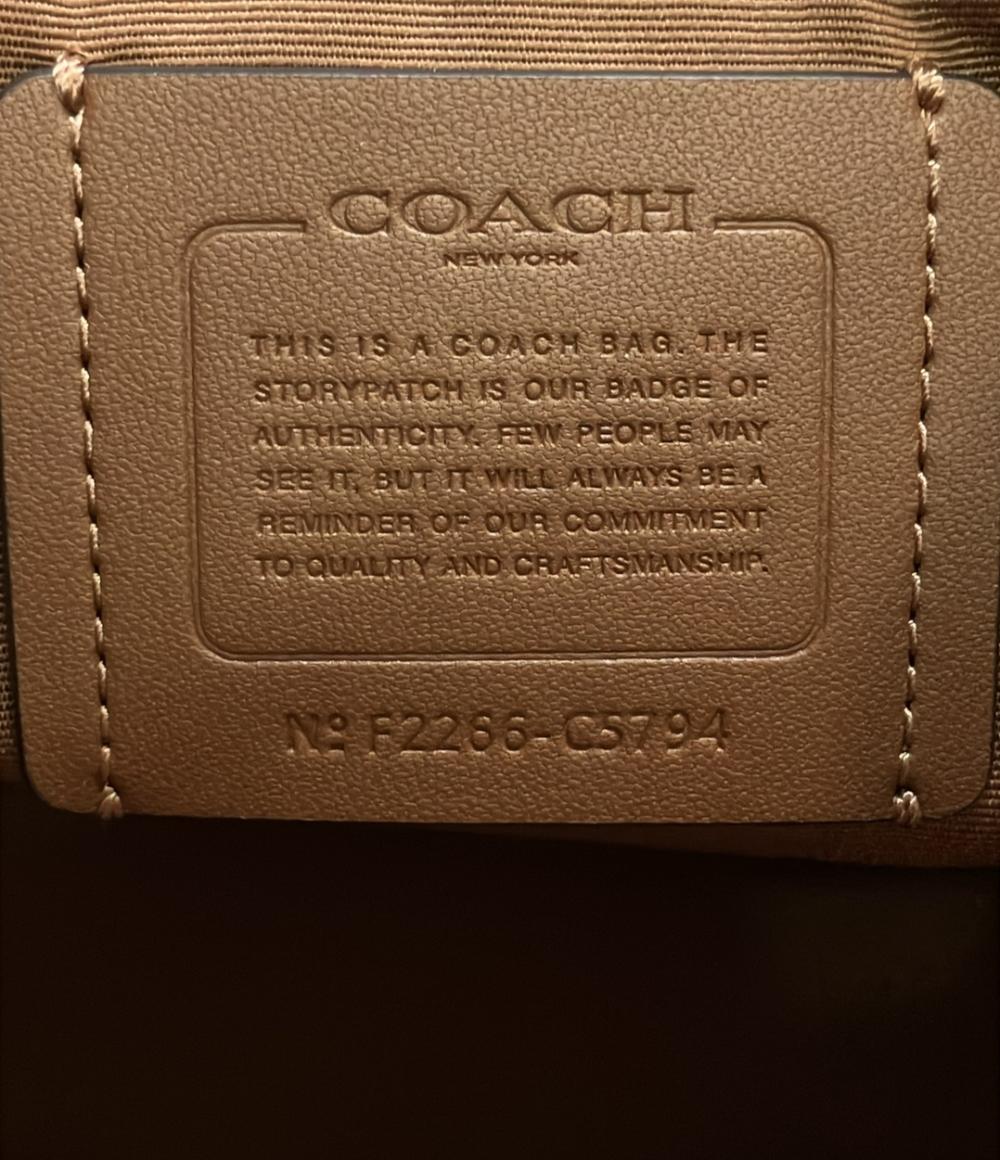 COACH
NEW YORK
THIS IS A COACH BAG. THE
STORYPATCH IS OUR BADGE OF
AUTHENTICITY. FEW PEOPLE MAY
SEE IT, BUT IT WILL ALWAYS BE A
REMINDER OF OUR COMMITMENT
TO QUALITY AND CRAFTSMANSHIP.
Nº F2266-C5794